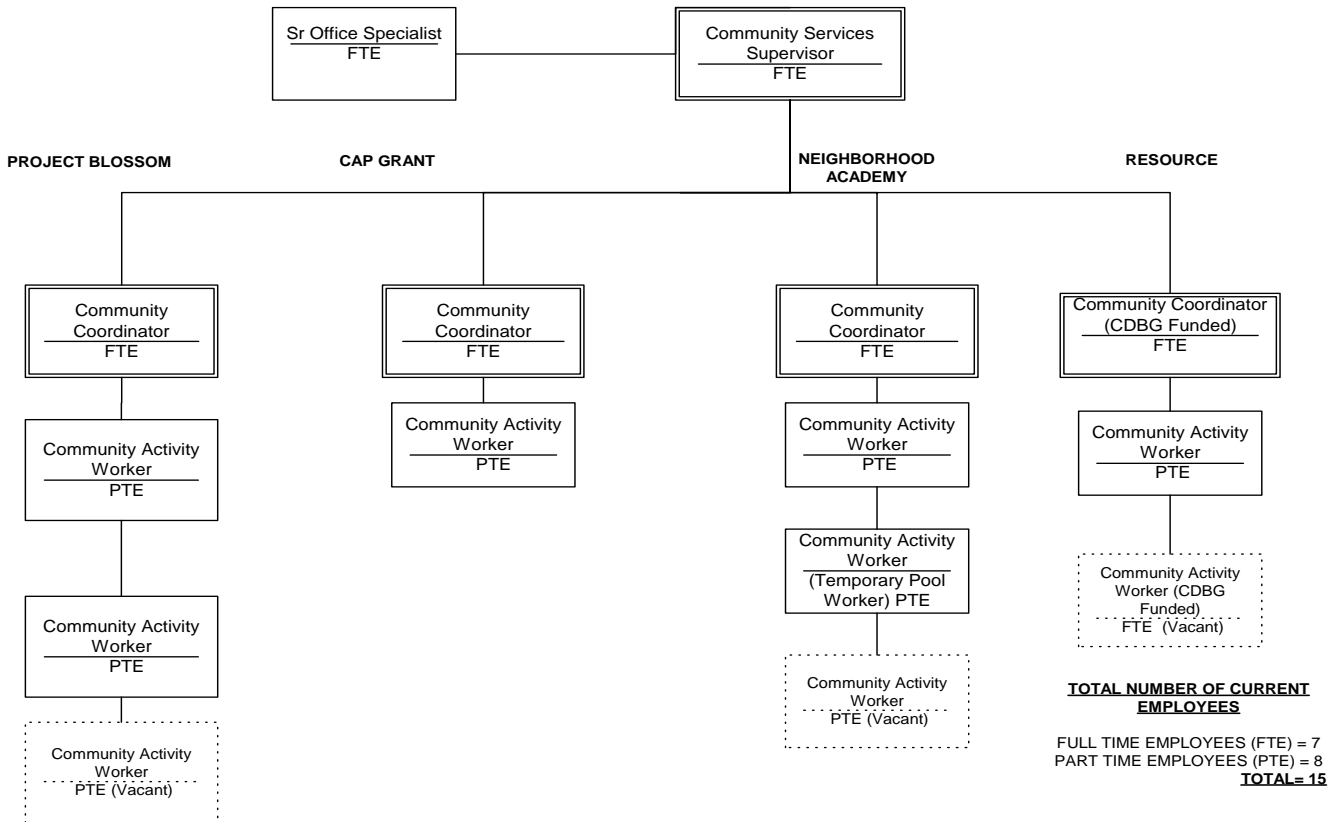 Sr Office Specialist
FTE
Community Services
Supervisor
FTE
PROJECT BLOSSOM
CAP GRANT
NEIGHBORHOOD
ACADEMY
RESOURCE
Community
Coordinator
FTE
Community Activity
Worker
PTE
Community Activity
Worker
PTE
Community Activity
Worker
PTE (Vacant)
Community
Coordinator
FTE
Community Activity
Worker
PTE
Community
Coordinator
FTE
Community Activity
Worker
PTE
Community Activity
Worker
(Temporary Pool
Worker) PTE
Community Activity
Worker
PTE (Vacant)
Community Coordinator
(CDBG Funded)
FTE
Community Activity
Worker
PTE
Community Activity
Worker (CDBG
Funded)
FTE (Vacant)
TOTAL NUMBER OF CURRENT
EMPLOYEES
FULL TIME EMPLOYEES (FTE) = 7
PART TIME EMPLOYEES (PTE) = 8
TOTAL= 15